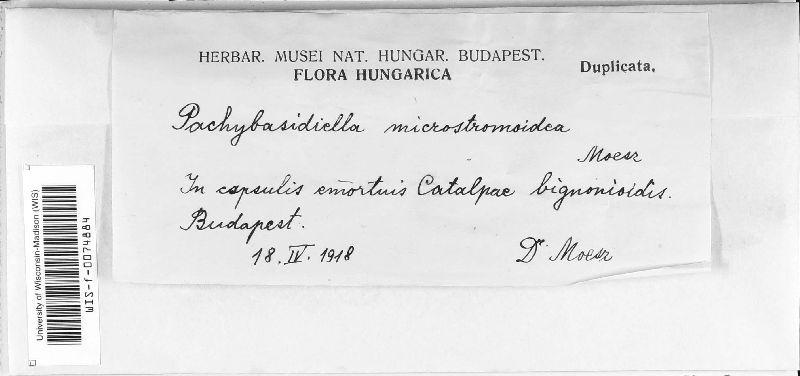 HERBAR. MUSEI NAT. HUNGAR. BUDAPEST.
FLORA HUNGARICA
Duplicata.
Pachybasidiella microstromoidea
Moesz
In capsulis emortuis Catalpae bignonioidis.
Budapest.
18. IV. 1918
Dr. Moesz
University of Wisconsin-Madison (WIS)
WIS-f-0074884